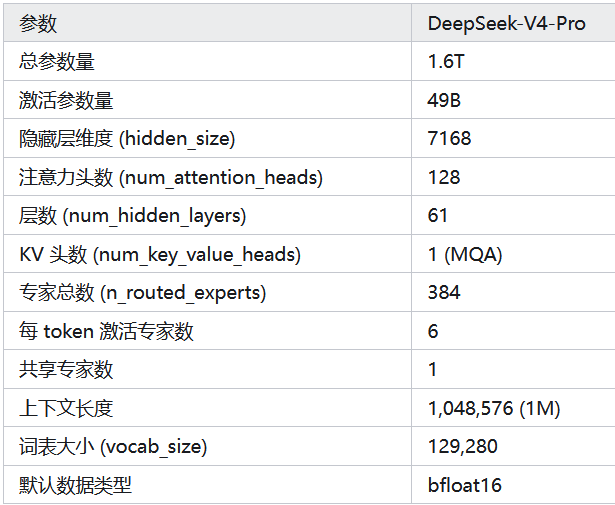 参数 DeepSeek-V4-Pro
总参数量 1.6T
激活参数量 49B
隐藏层维度 (hidden_size) 7168
注意力头数 (num_attention_heads) 128
层数 (num_hidden_layers) 61
KV 头数 (num_key_value_heads) 1 (MQA)
专家总数 (n_routed_experts) 384
每 token 激活专家数 6
共享专家数 1
上下文长度 1,048,576 (1M)
词表大小 (vocab_size) 129,280
默认数据类型 bfloat16